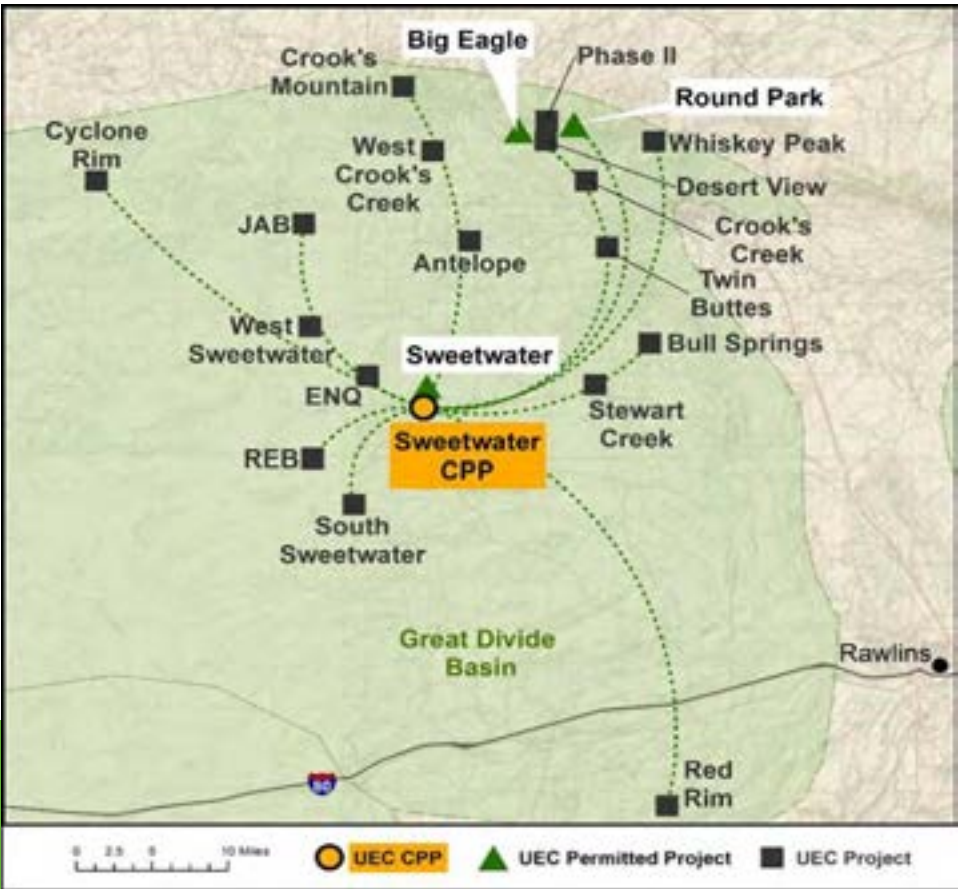 Big Eagle
Phase II
Crook's
Mountain
Round Park
Cyclone
Rim
West
Crook's
Creek
Whiskey Peak
Desert View
JAB
Crook's
Creek
Antelope
Twin
Buttes
West
Sweetwater
Sweetwater
Bull Springs
ENQ
Stewart
Creek
Sweetwater
CPP
REB
South
Sweetwater
Great Divide
Basin
Rawlins
Red
Rim
80
0 2.5 5 10 Miles
UEC CPP
UEC Permitted Project
UEC Project